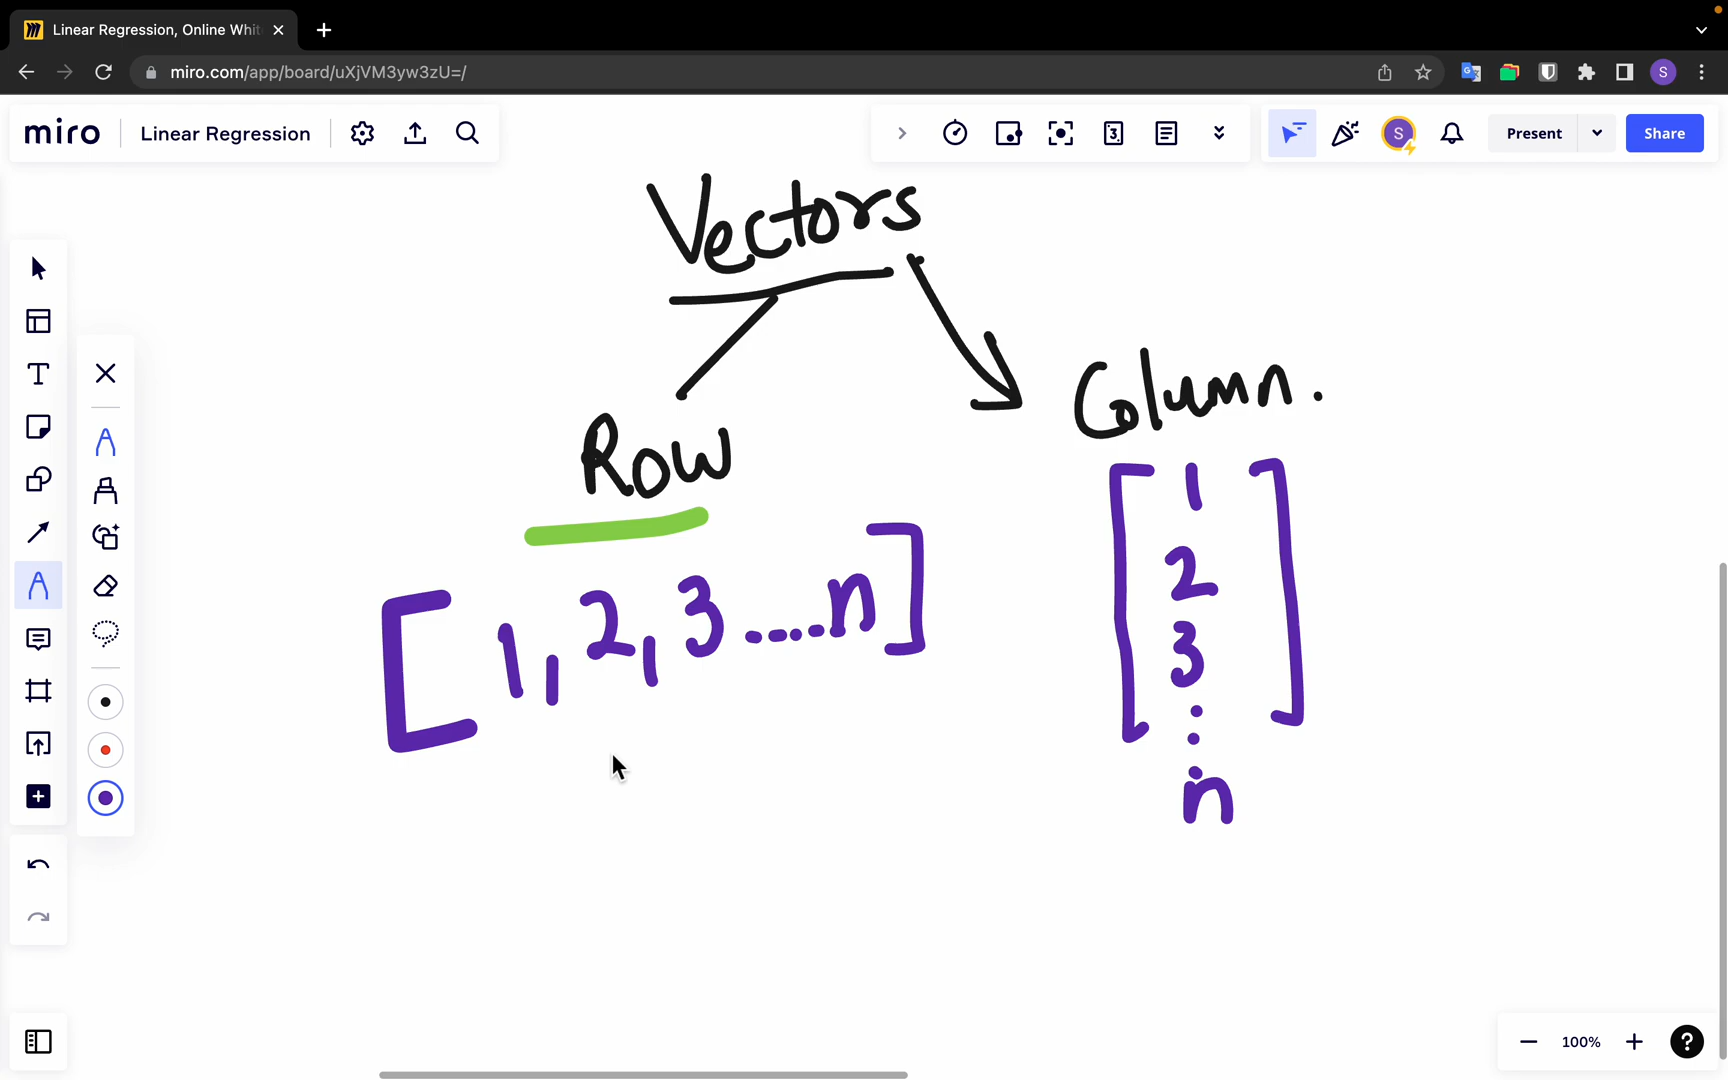 Linear Regression, Online Whit
miro.com/app/board/uXjVM3yw3zU=/
S
miro
Linear Regression
3
S
Present
Share
Vectors
Row
Column.
[1, 2, 3 ..... n]
1
2
3
⋮
n
100%
?